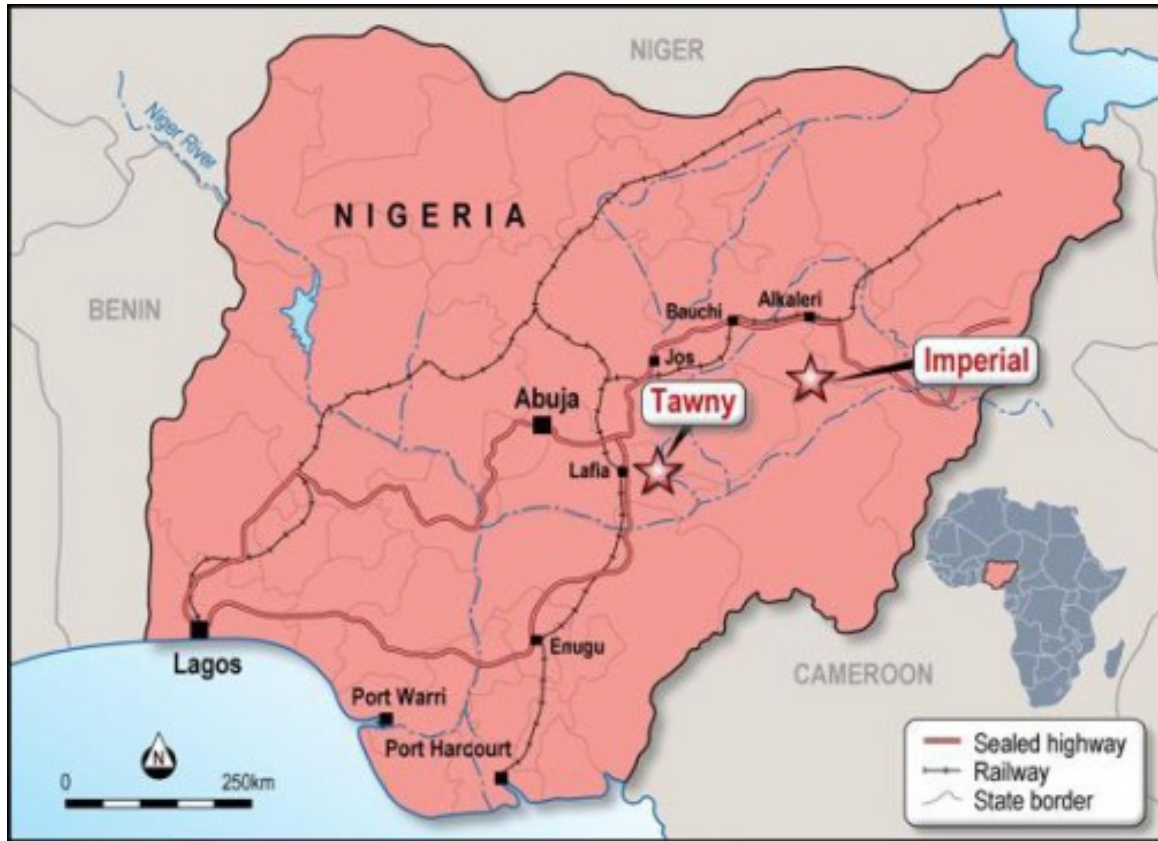 NIGER
Niger River
NIGERIA
BENIN
Bauchi
Alkaleri
Jos
Imperial
Tawny
Abuja
Lafia
Lagos
Enugu
CAMEROON
Port Warri
Port Harcourt
N
0 250km
Sealed highway
Railway
State border